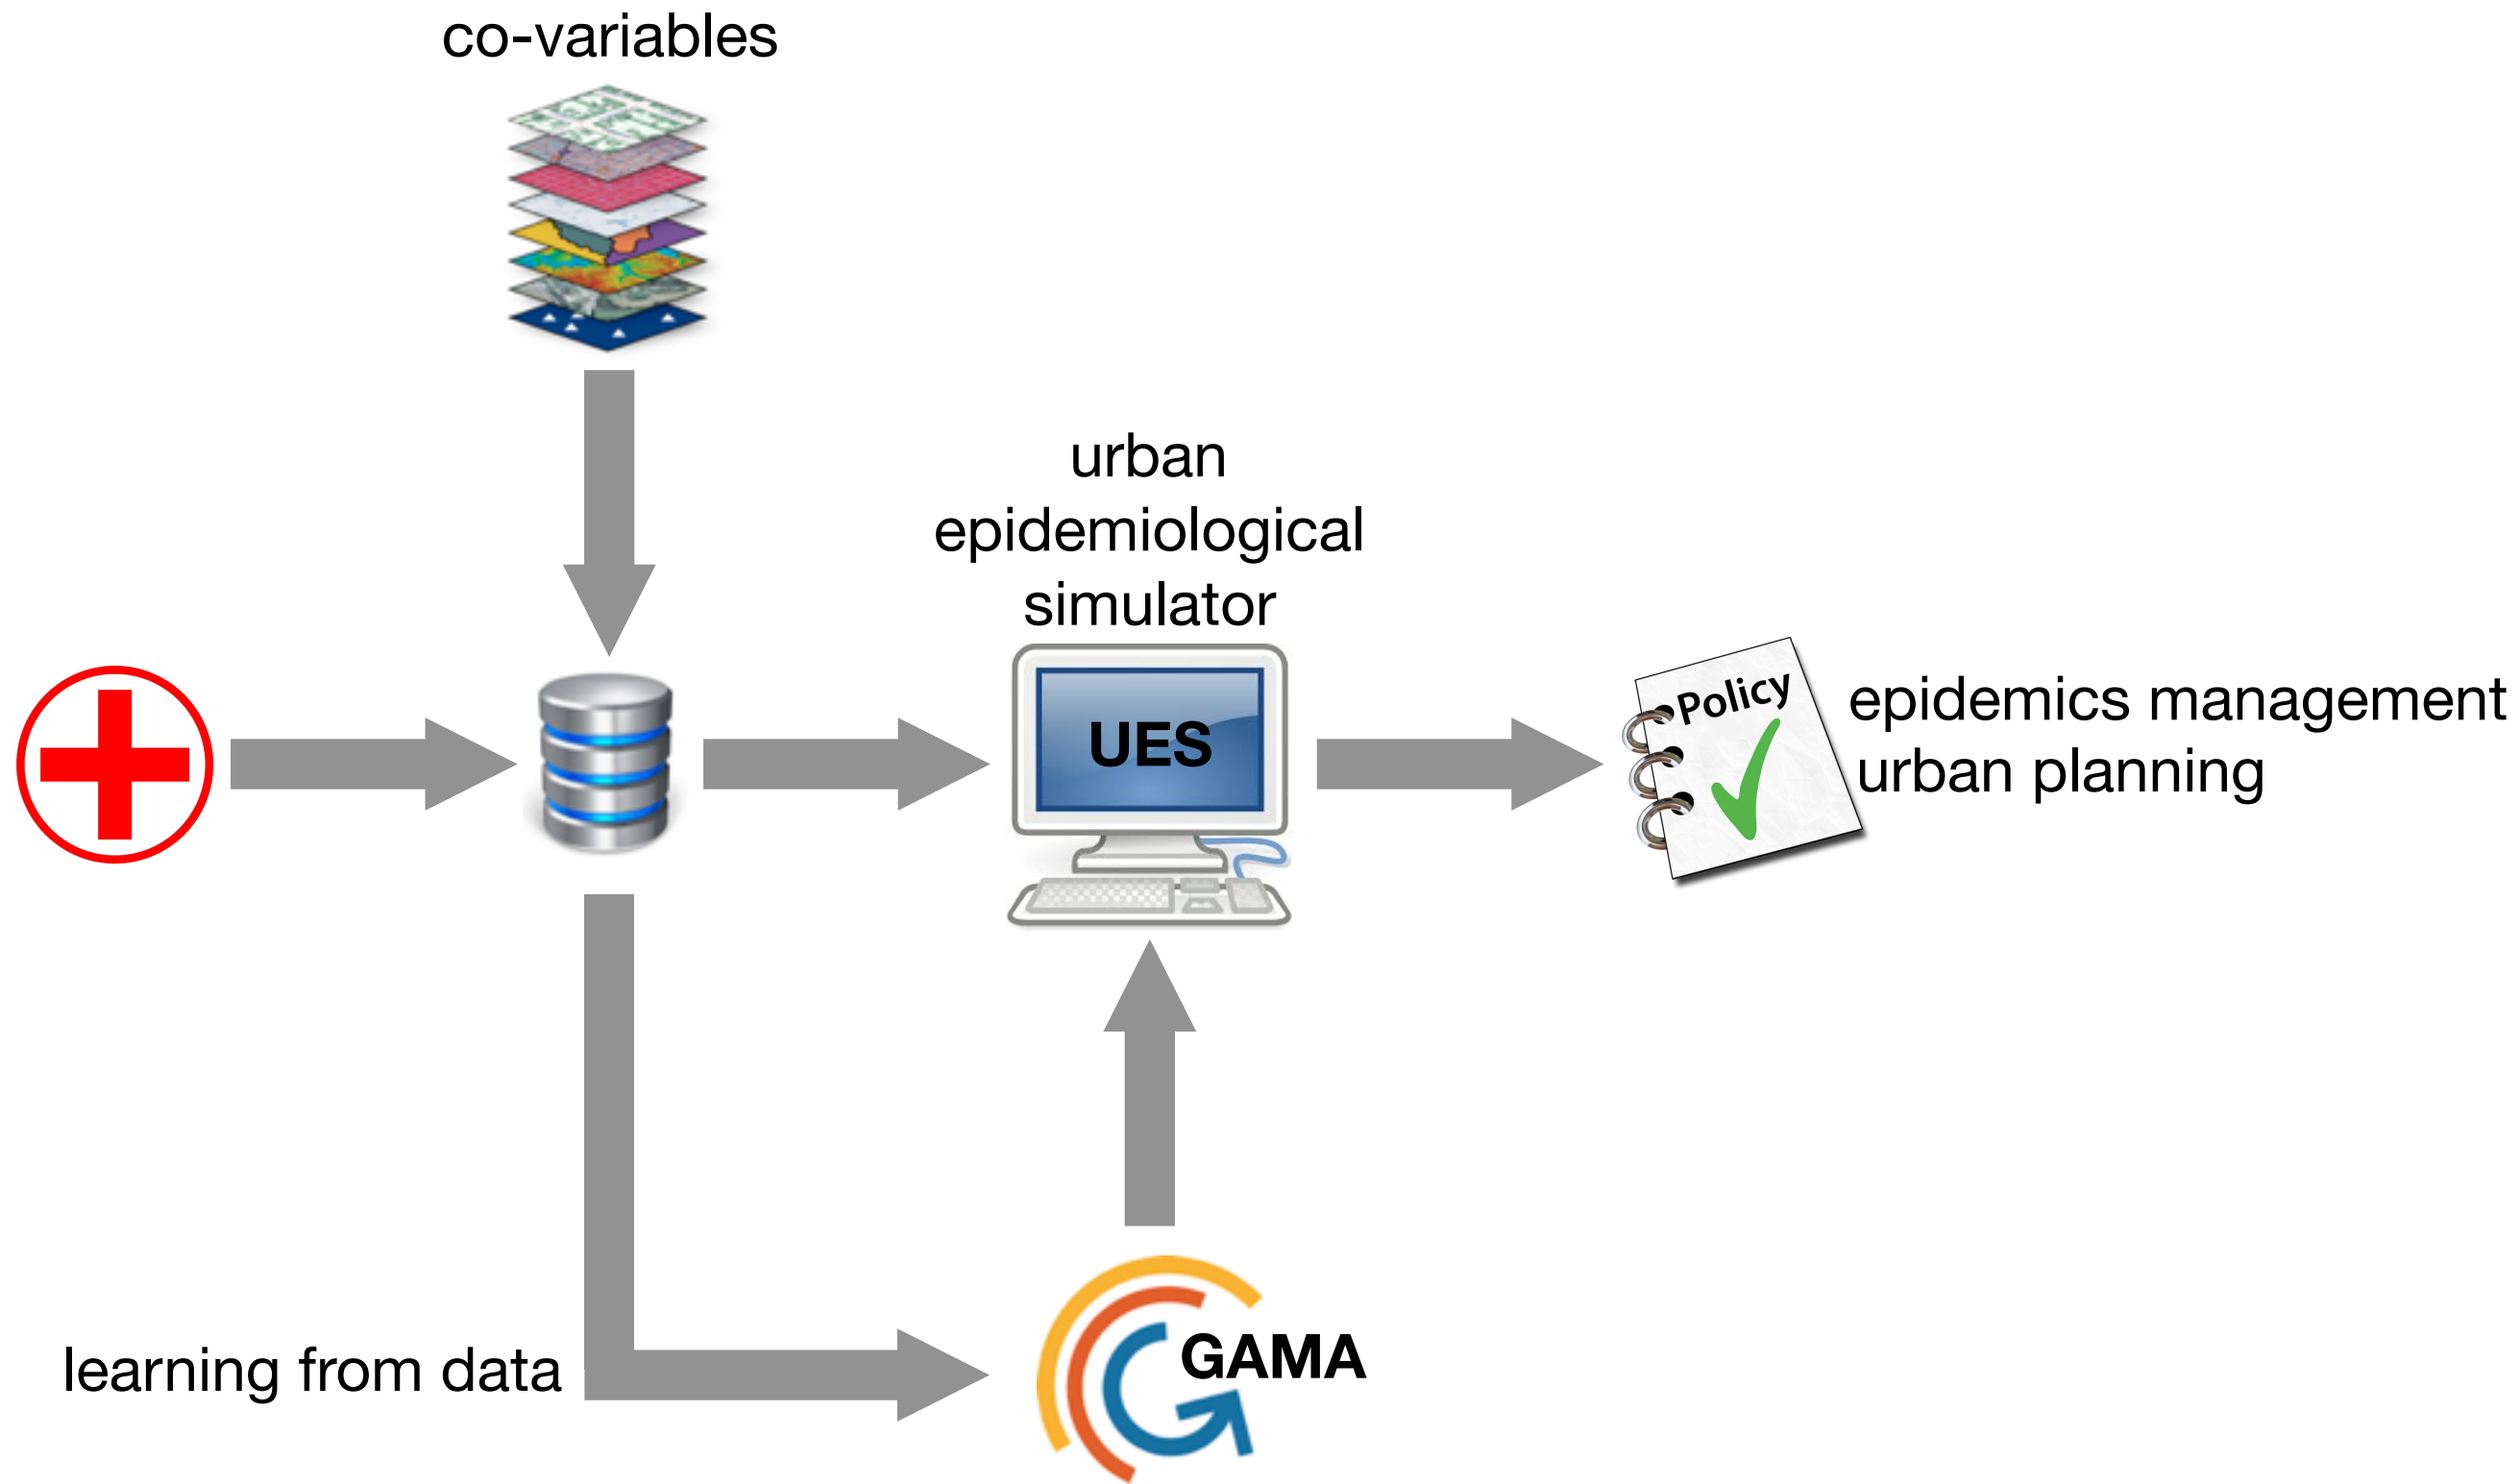 co-variables
urban
epidemiological
simulator
UES
Policy
epidemics management
urban planning
learning from data
GAMA